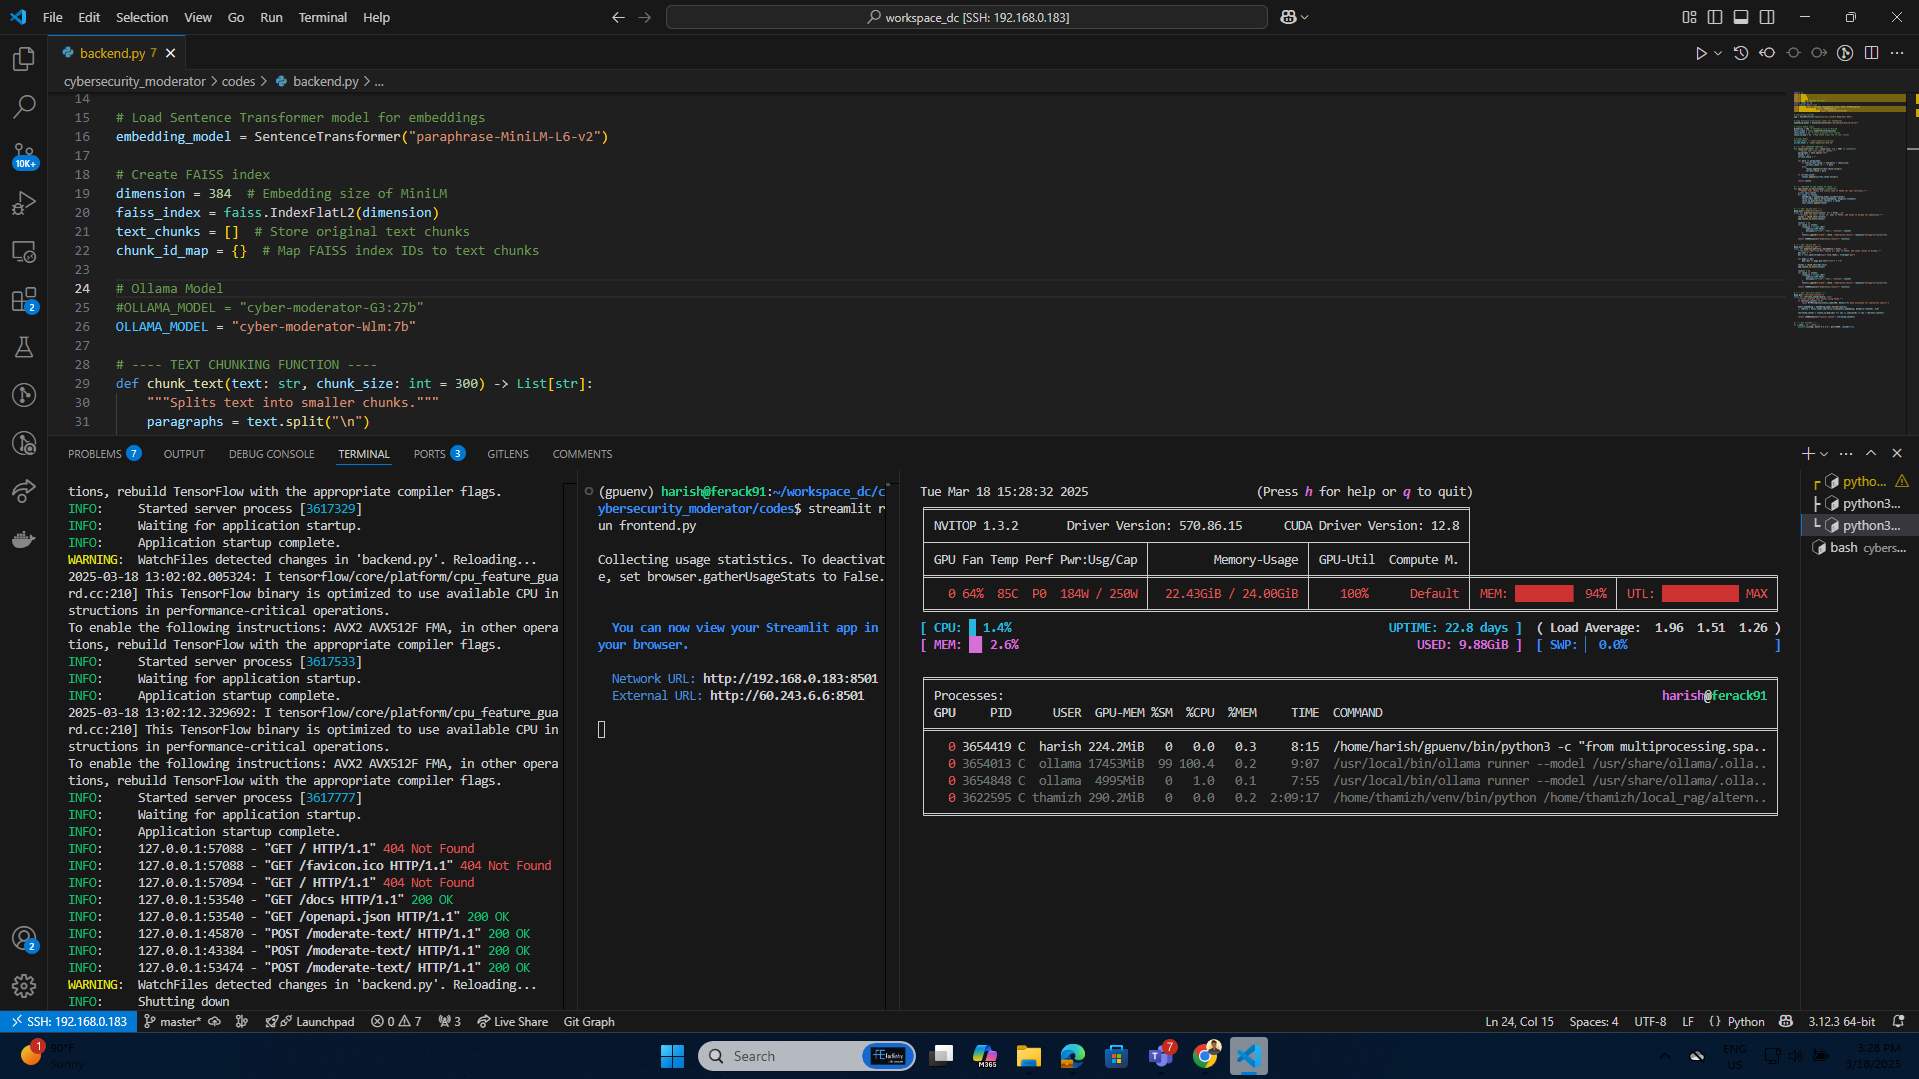 File Edit Selection View Go Run Terminal Help
workspace_dc [SSH: 192.168.0.183]
backend.py 7
cybersecurity_moderator > codes > backend.py > ...
14
15 # Load Sentence Transformer model for embeddings
16 embedding_model = SentenceTransformer("paraphrase-MiniLM-L6-v2")
17
18 # Create FAISS index
19 dimension = 384  # Embedding size of MiniLM
20 faiss_index = faiss.IndexFlatL2(dimension)
21 text_chunks = []  # Store original text chunks
22 chunk_id_map = {}  # Map FAISS index IDs to text chunks
23
24 # Ollama Model
25 #OLLAMA_MODEL = "cyber-moderator-G3:27b"
26 OLLAMA_MODEL = "cyber-moderator-Wlm:7b"
27
28 # ---- TEXT CHUNKING FUNCTION ----
29 def chunk_text(text: str, chunk_size: int = 300) -> List[str]:
30     """Splits text into smaller chunks."""
31     paragraphs = text.split("\n")
10K+
2
PROBLEMS 7 OUTPUT DEBUG CONSOLE TERMINAL PORTS 3 GITLENS COMMENTS
tions, rebuild TensorFlow with the appropriate compiler flags.
INFO:     Started server process [3617329]
INFO:     Waiting for application startup.
INFO:     Application startup complete.
WARNING:  WatchFiles detected changes in 'backend.py'. Reloading...
2025-03-18 13:02:02.005324: I tensorflow/core/platform/cpu_feature_gua
rd.cc:210] This TensorFlow binary is optimized to use available CPU in
structions in performance-critical operations.
To enable the following instructions: AVX2 AVX512F FMA, in other opera
tions, rebuild TensorFlow with the appropriate compiler flags.
INFO:     Started server process [3617533]
INFO:     Waiting for application startup.
INFO:     Application startup complete.
2025-03-18 13:02:12.329692: I tensorflow/core/platform/cpu_feature_gua
rd.cc:210] This TensorFlow binary is optimized to use available CPU in
structions in performance-critical operations.
To enable the following instructions: AVX2 AVX512F FMA, in other opera
tions, rebuild TensorFlow with the appropriate compiler flags.
INFO:     Started server process [3617777]
INFO:     Waiting for application startup.
INFO:     Application startup complete.
INFO:     127.0.0.1:57088 - "GET / HTTP/1.1" 404 Not Found
INFO:     127.0.0.1:57088 - "GET /favicon.ico HTTP/1.1" 404 Not Found
INFO:     127.0.0.1:57094 - "GET / HTTP/1.1" 404 Not Found
INFO:     127.0.0.1:53540 - "GET /docs HTTP/1.1" 200 OK
INFO:     127.0.0.1:53540 - "GET /openapi.json HTTP/1.1" 200 OK
INFO:     127.0.0.1:45870 - "POST /moderate-text/ HTTP/1.1" 200 OK
INFO:     127.0.0.1:43384 - "POST /moderate-text/ HTTP/1.1" 200 OK
INFO:     127.0.0.1:53474 - "POST /moderate-text/ HTTP/1.1" 200 OK
WARNING:  WatchFiles detected changes in 'backend.py'. Reloading...
INFO:     Shutting down
(gpuenv) harish@ferack91:~/workspace_dc/c
ybersecurity_moderator/codes$ streamlit r
un frontend.py
Collecting usage statistics. To deactivat
e, set browser.gatherUsageStats to False.
You can now view your Streamlit app in
your browser.
Network URL: http://192.168.0.183:8501
External URL: http://60.243.6.6:8501
Tue Mar 18 15:28:32 2025 (Press h for help or q to quit)
NVITOP 1.3.2 Driver Version: 570.86.15 CUDA Driver Version: 12.8
GPU Fan Temp Perf Pwr:Usg/Cap Memory-Usage GPU-Util Compute M.
0 64% 85C P0 184W / 250W 22.43GiB / 24.00GiB 100% Default MEM: 94% UTL: MAX
[ CPU: 1.4% UPTIME: 22.8 days ] ( Load Average: 1.96 1.51 1.26 )
[ MEM: 2.6% USED: 9.88GiB ] [ SWP: 0.0% ]
Processes: harish@ferack91
GPU PID USER GPU-MEM %SM %CPU %MEM TIME COMMAND
0 3654419 C harish 224.2MiB 0 0.0 0.3 8:15 /home/harish/gpuenv/bin/python3 -c "from multiprocessing.spa..
0 3654013 C ollama 17453MiB 99 100.4 0.2 9:07 /usr/local/bin/ollama runner --model /usr/share/ollama/.olla...
0 3654848 C ollama 4995MiB 0 1.0 0.1 7:55 /usr/local/bin/ollama runner --model /usr/share/ollama/.olla...
0 3622595 C thamizh 290.2MiB 0 0.0 0.2 2:09:17 /home/thamizh/venv/bin/python /home/thamizh/local_rag/altern..
pytho...
python3...
python3...
bash cybers...
2
SSH: 192.168.0.183 master* Launchpad 0 7 3 Live Share Git Graph Ln 24, Col 15 Spaces: 4 UTF-8 LF {} Python 3.12.3 64-bit
1 90°F
Sunny
Search
M365
7
ENG
US
3:28 PM
3/18/2025